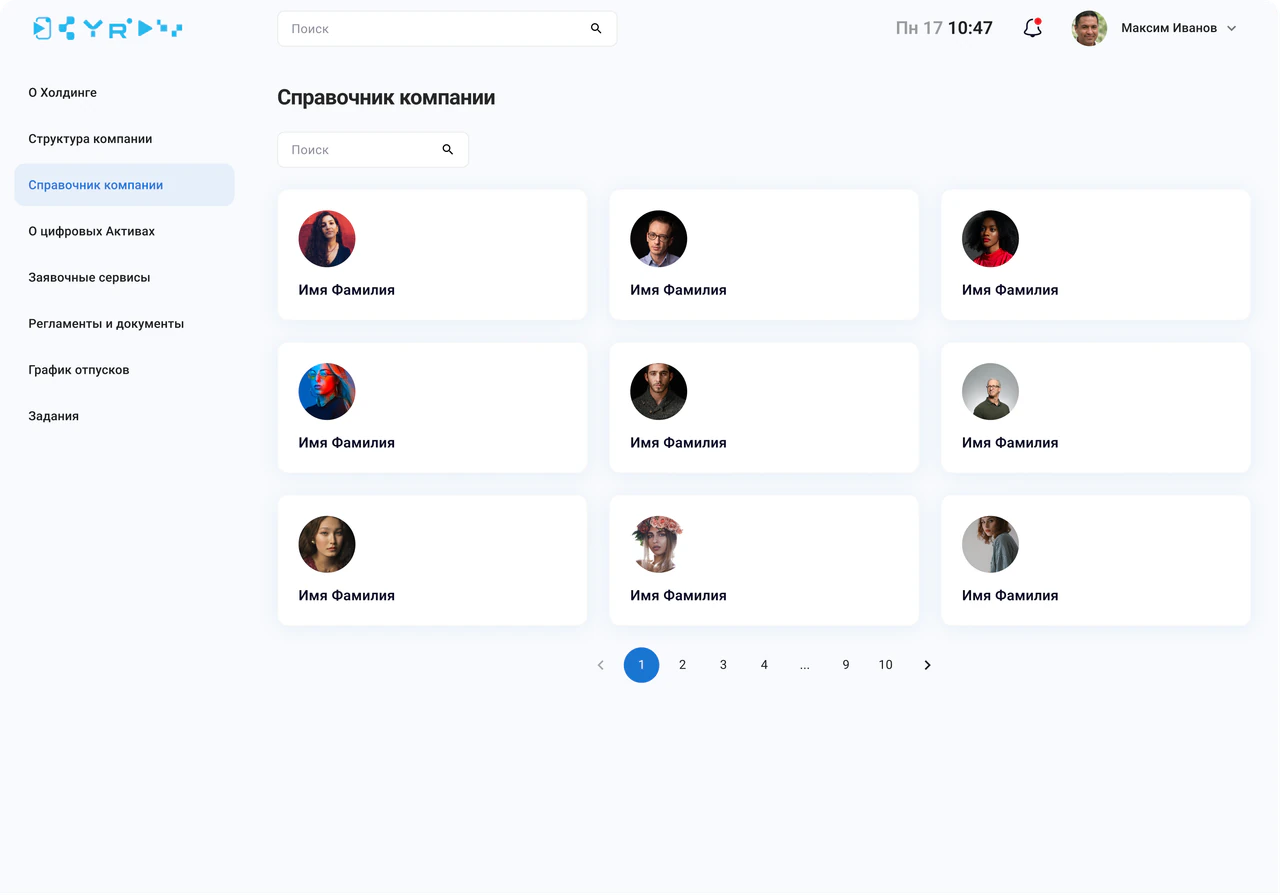 Поиск
Пн 17 10:47
Максим Иванов
О Холдинге
Структура компании
Справочник компании
О цифровых Активах
Заявочные сервисы
Регламенты и документы
График отпусков
Задания
Справочник компании
Поиск
Имя Фамилия
Имя Фамилия
Имя Фамилия
Имя Фамилия
Имя Фамилия
Имя Фамилия
Имя Фамилия
Имя Фамилия
Имя Фамилия
1 2 3 4 ... 9 10